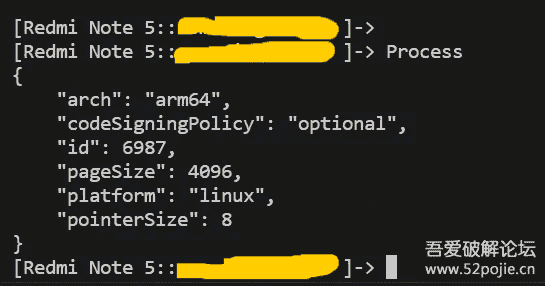 [Redmi Note 5::]->
[Redmi Note 5::]-> Process
{
    "arch": "arm64",
    "codeSigningPolicy": "optional",
    "id": 6987,
    "pageSize": 4096,
    "platform": "linux",
    "pointerSize": 8
}
[Redmi Note 5::]->
吾爱破解论坛
www.52pojie.cn